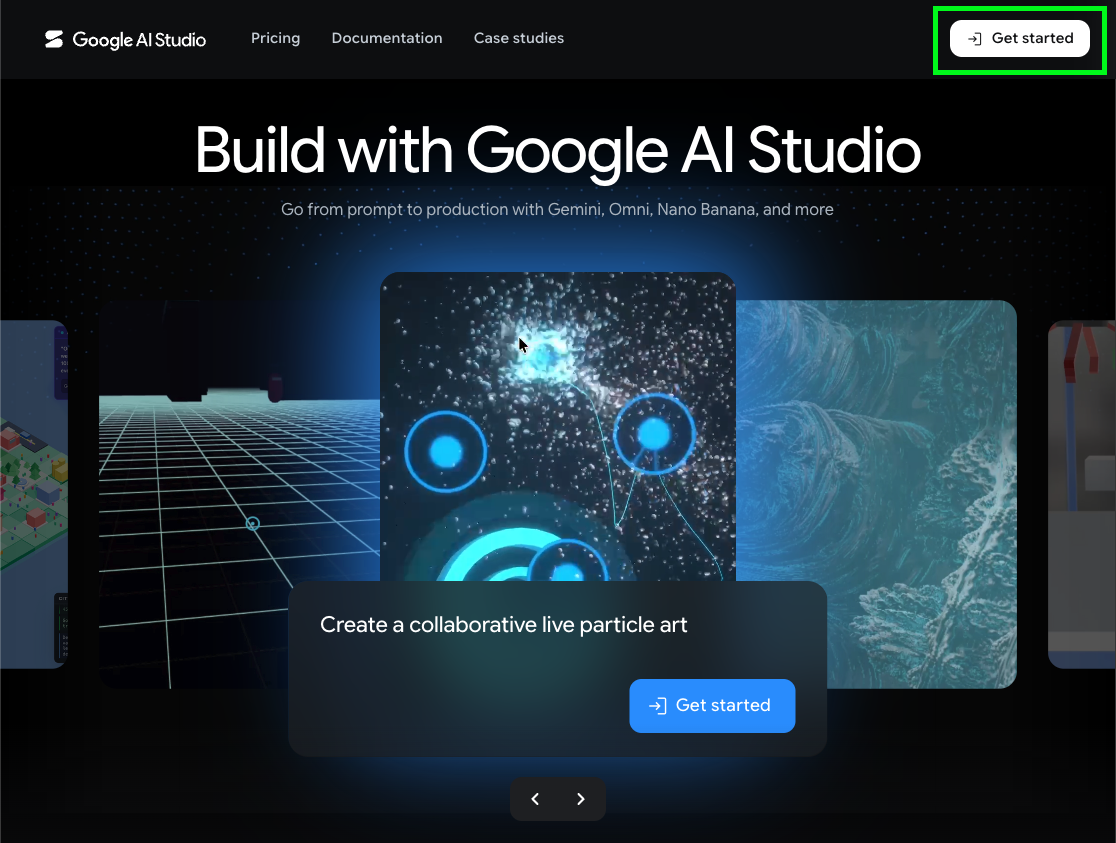 Google AI Studio
Pricing
Documentation
Case studies
Get started
Build with Google AI Studio
Go from prompt to production with Gemini, Omni, Nano Banana, and more
Create a collaborative live particle art
Get started